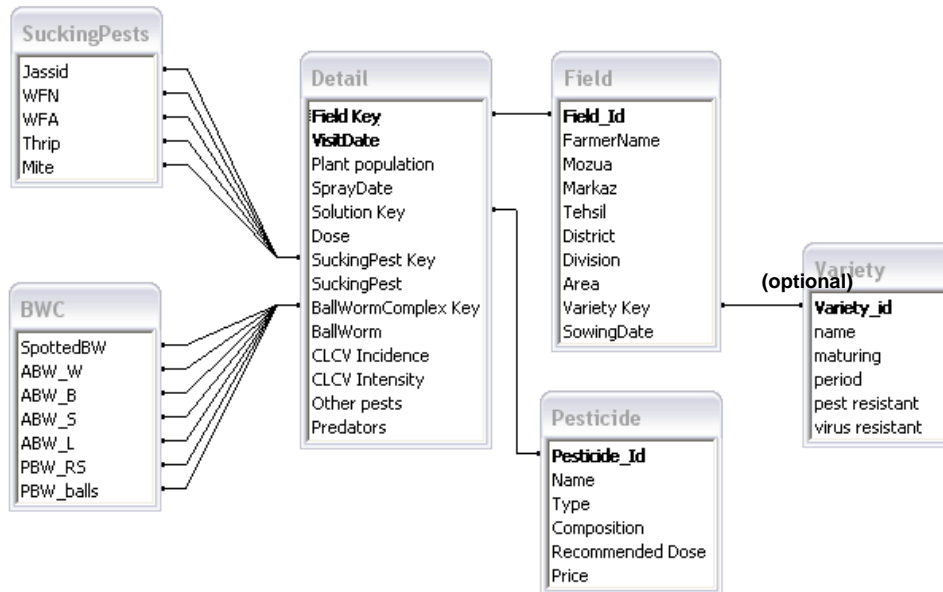 SuckingPests
Jassid
WFN
WFA
Thrip
Mite
BWC
SpottedBW
ABW_W
ABW_B
ABW_S
ABW_L
PBW_RS
PBW_balls
Detail
Field Key
VisitDate
Plant population
SprayDate
Solution Key
Dose
SuckingPest Key
SuckingPest
BallWormComplex Key
BallWorm
CLCV Incidence
CLCV Intensity
Other pests
Predators
Field
Field_Id
FarmerName
Mozua
Markaz
Tehsil
District
Division
Area
Variety Key
SowingDate
Pesticide
Pesticide_Id
Name
Type
Composition
Recommended Dose
Price
(optional)
Variety
Variety_id
name
maturing
period
pest resistant
virus resistant